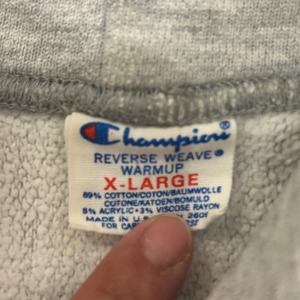 Champion
REVERSE WEAVE®
WARMUP
X-LARGE
89% COTTON/COTON/BAUMWOLLE
CUTONE/KATOEN/BOMULD
8% ACRYLIC•3% VISCOSE RAYON
MADE IN U.S.
FOR